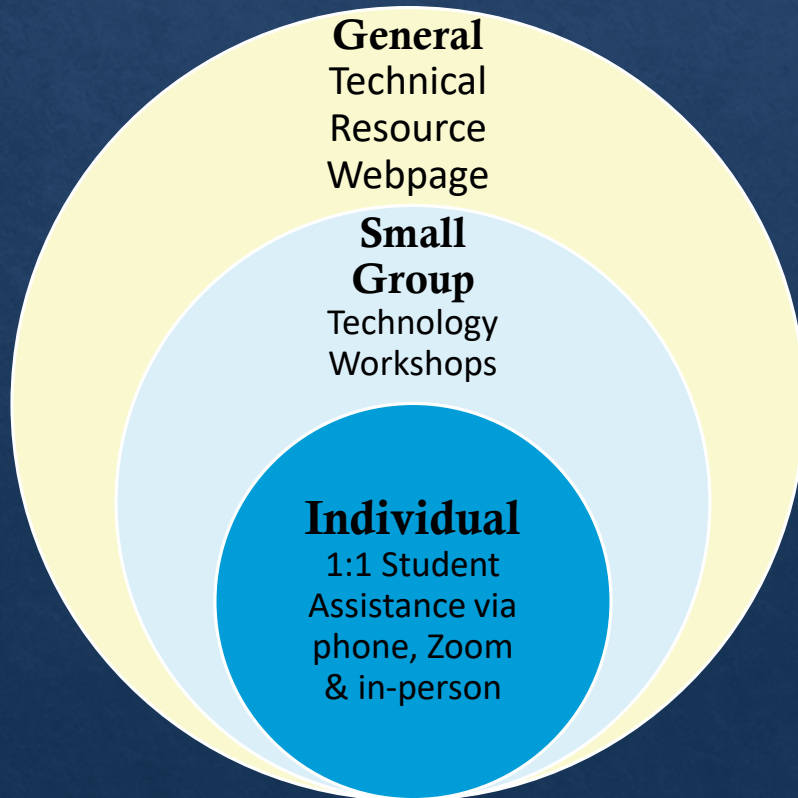 General
Technical
Resource
Webpage
Small
Group
Technology
Workshops
Individual
1:1 Student
Assistance via
phone, Zoom
& in-person